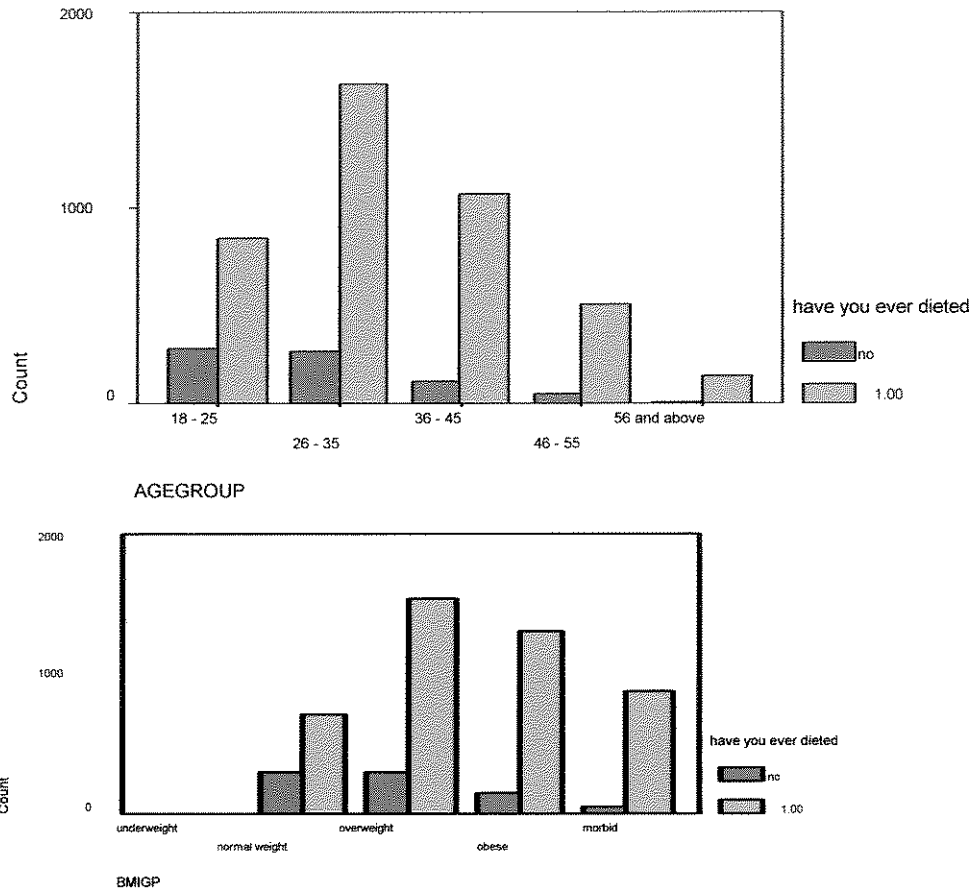 2000
1000
Count
0
18 - 25
26 - 35
36 - 45
46 - 55
56 and above
have you ever dieted
no
1.00
AGEGROUP
2000
1000
Count
0
underweight
normal weight
overweight
obese
morbid
have you ever dieted
no
1.00
BMIGP